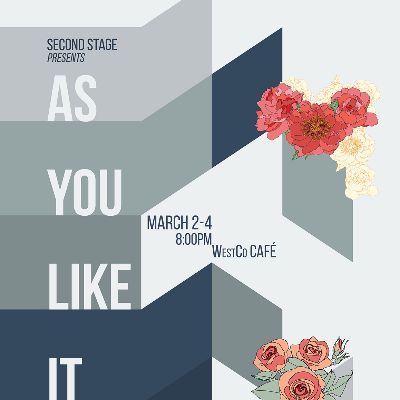 SECOND STAGE
PRESENTS
AS
YOU
LIKE
IT
MARCH 2-4
8:00PM
WESTCO CAFÉ